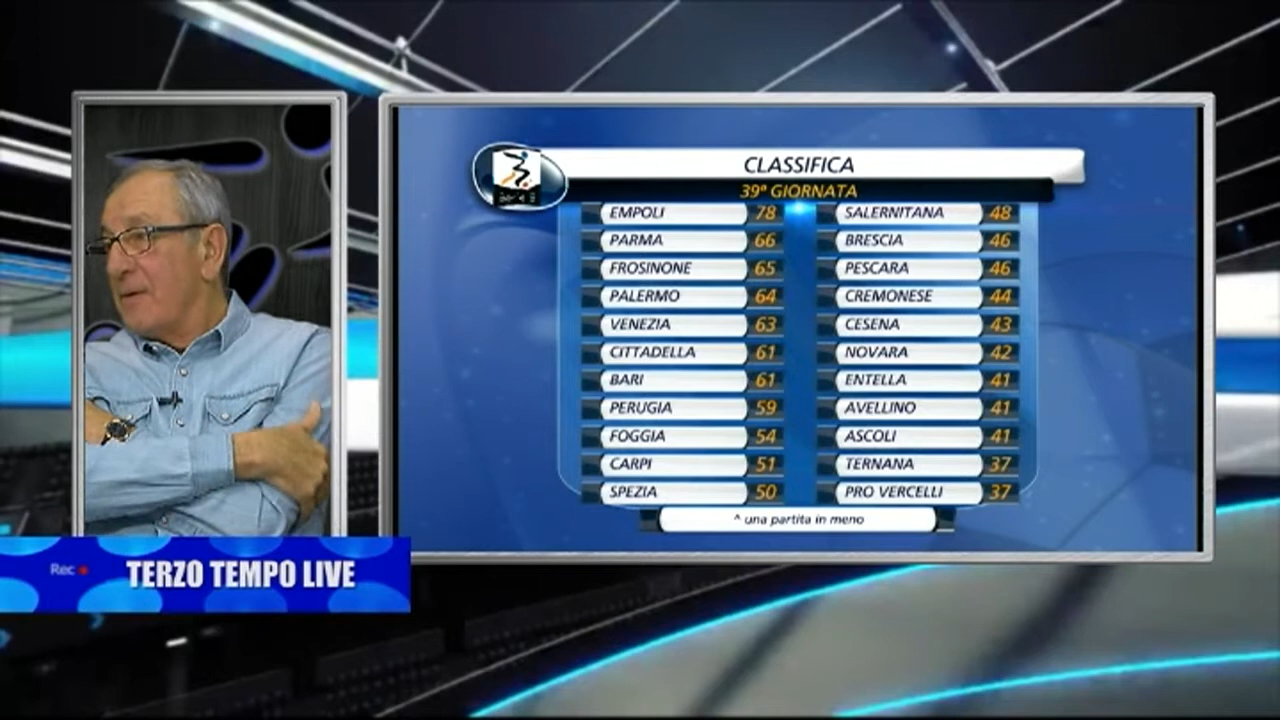 CLASSIFICA
39ª GIORNATA
EMPOLI 78
PARMA 66
FROSINONE 65
PALERMO 64
VENEZIA 63
CITTADELLA 61
BARI 61
PERUGIA 59
FOGGIA 54
CARPI 51
SPEZIA 50
SALERNITANA 48
BRESCIA 46
PESCARA 46
CREMONESE 44
CESENA 43
NOVARA 42
ENTELLA 41
AVELLINO 41
ASCOLI 41
TERNANA 37
PRO VERCELLI 37
^ una partita in meno
Rec
TERZO TEMPO LIVE